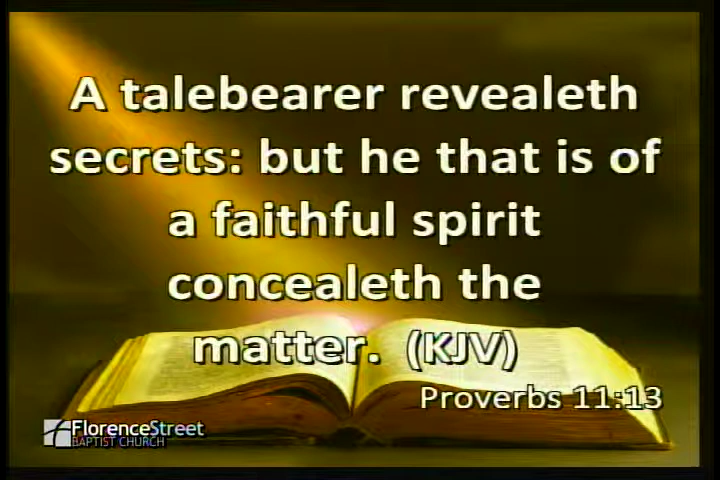 A talebearer revealeth
secrets: but he that is of
a faithful spirit
concealeth the
matter. (KJV)
Proverbs 11:13
FlorenceStreet
BAPTIST CHURCH